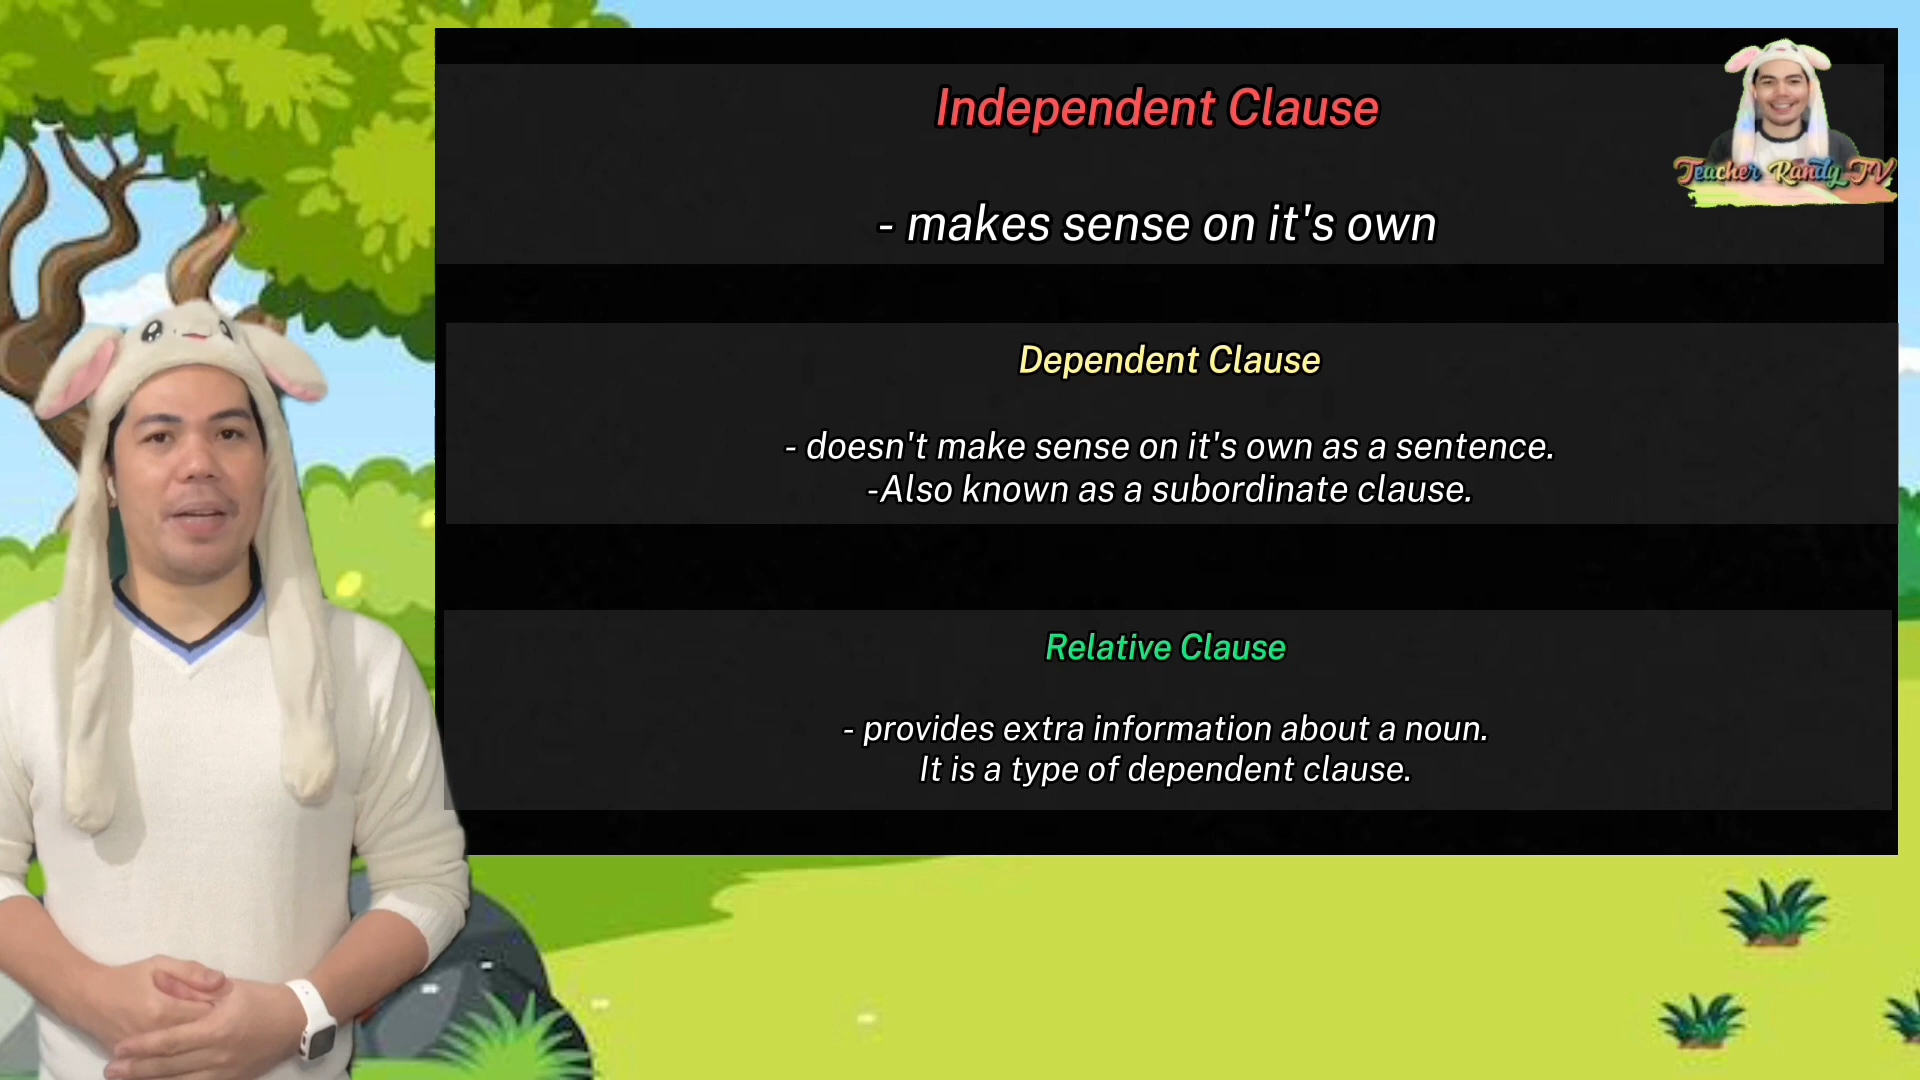 Independent Clause
- makes sense on it's own
Teacher Randy TV
Dependent Clause
- doesn't make sense on it's own as a sentence.
-Also known as a subordinate clause.
Relative Clause
- provides extra information about a noun.
It is a type of dependent clause.